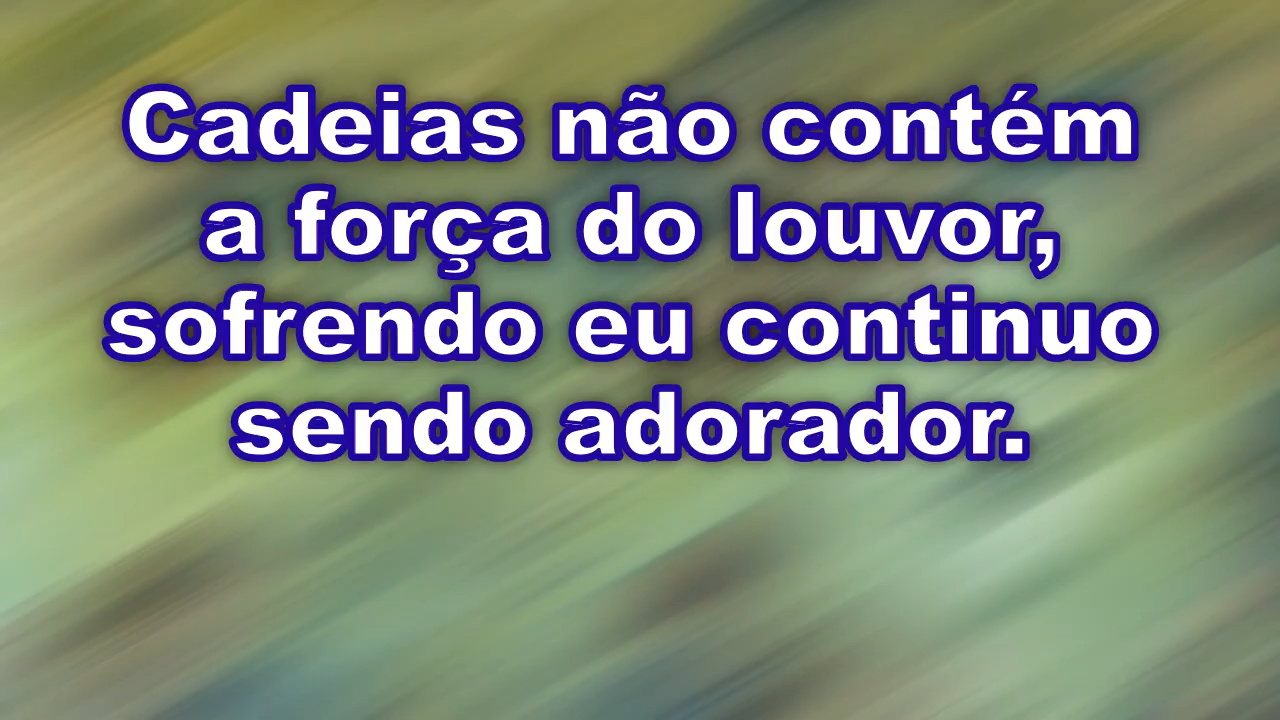 Cadeias não contém
a força do louvor,
sofrendo eu continuo
sendo adorador.